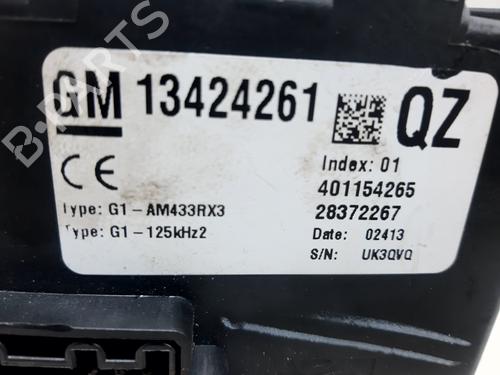 GM 13424261 QZ
CE
Index: 01
401154265
Type: G1-AM433RX3 28372267
Type: G1-125kHz2 Date: 02413
S/N: UK3QVQ
B-PARTS